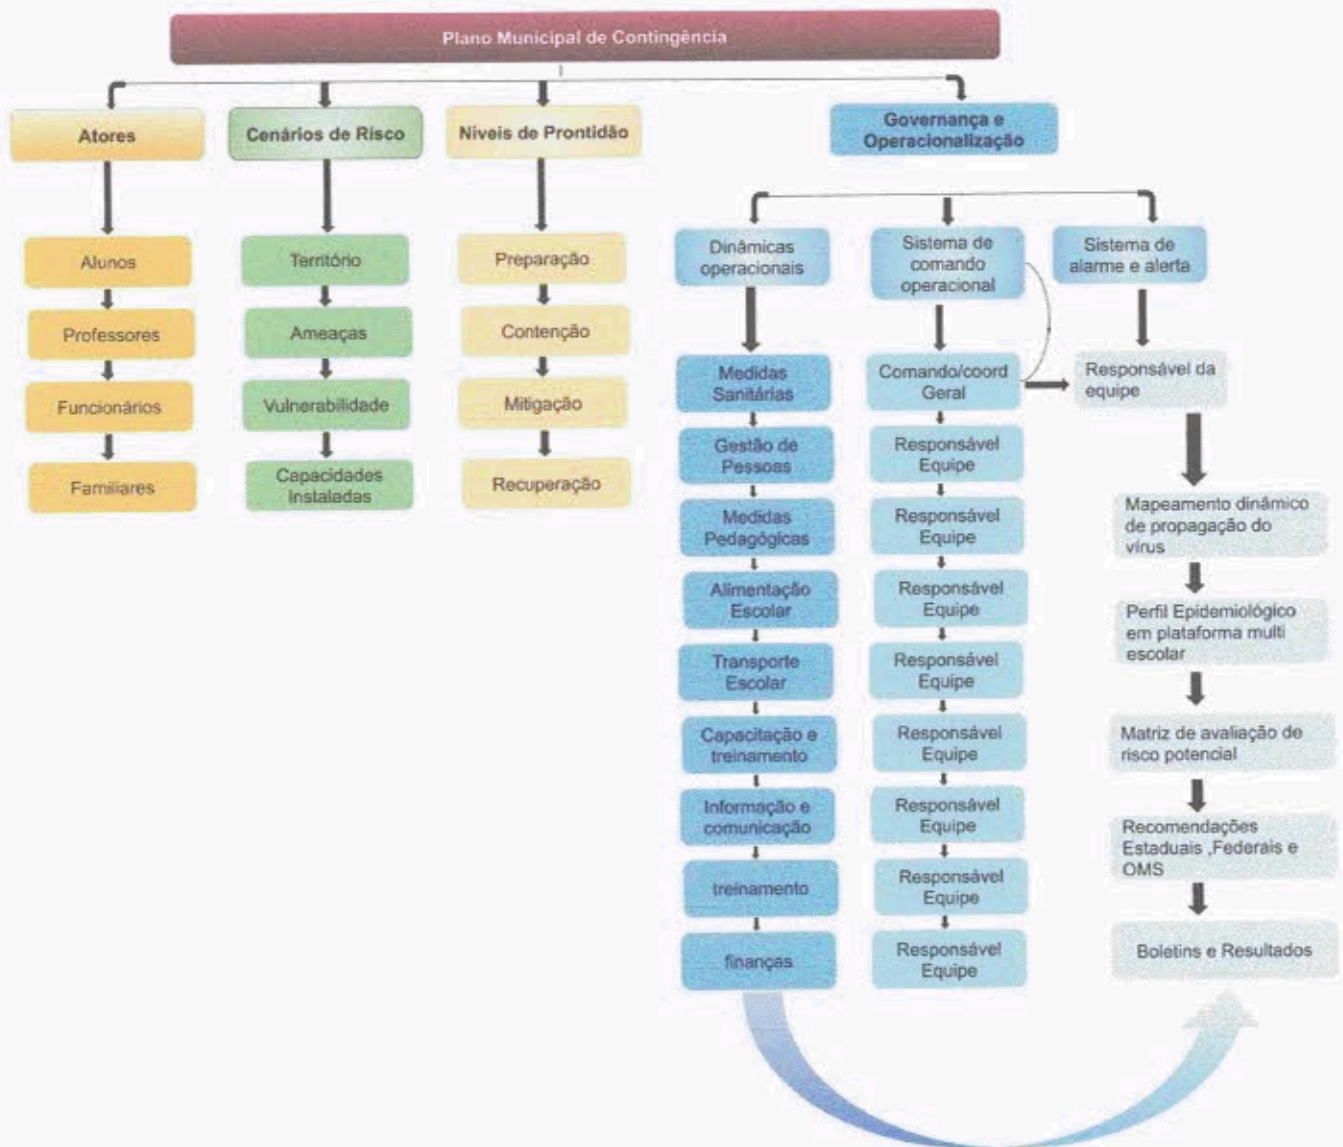 Plano Municipal de Contingência
Atores
Cenários de Risco
Níveis de Prontidão
Governança e
Operacionalização
Alunos
Professores
Funcionários
Familiares
Território
Ameaças
Vulnerabilidade
Capacidades
Instaladas
Preparação
Contenção
Mitigação
Recuperação
Dinâmicas
operacionais
Medidas
Sanitárias
Gestão de
Pessoas
Medidas
Pedagógicas
Alimentação
Escolar
Transporte
Escolar
Capacitação e
treinamento
Informação e
comunicação
treinamento
finanças
Sistema de
comando
operacional
Comando/coord
Geral
Responsável
Equipe
Responsável
Equipe
Responsável
Equipe
Responsável
Equipe
Responsável
Equipe
Responsável
Equipe
Responsável
Equipe
Responsável
Equipe
Sistema de
alarme e alerta
Responsável da
equipe
Mapeamento dinâmico
de propagação do
vírus
Perfil Epidemiológico
em plataforma multi
escolar
Matriz de avaliação de
risco potencial
Recomendações
Estaduais ,Federais e
OMS
Boletins e Resultados